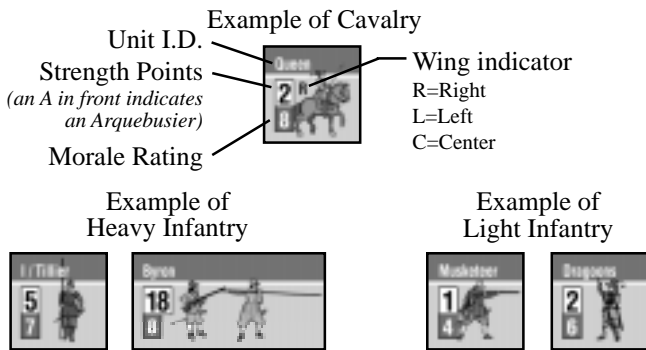 Example of Cavalry
Unit I.D.
Strength Points
(an A in front indicates
an Arquebusier)
Morale Rating
Queen
2 R
8
Wing indicator
R=Right
L=Left
C=Center
Example of
Heavy Infantry
I / Tillier
5
7
Byron
18
8
Example of
Light Infantry
Musketeer
1
4
Dragoons
2
6